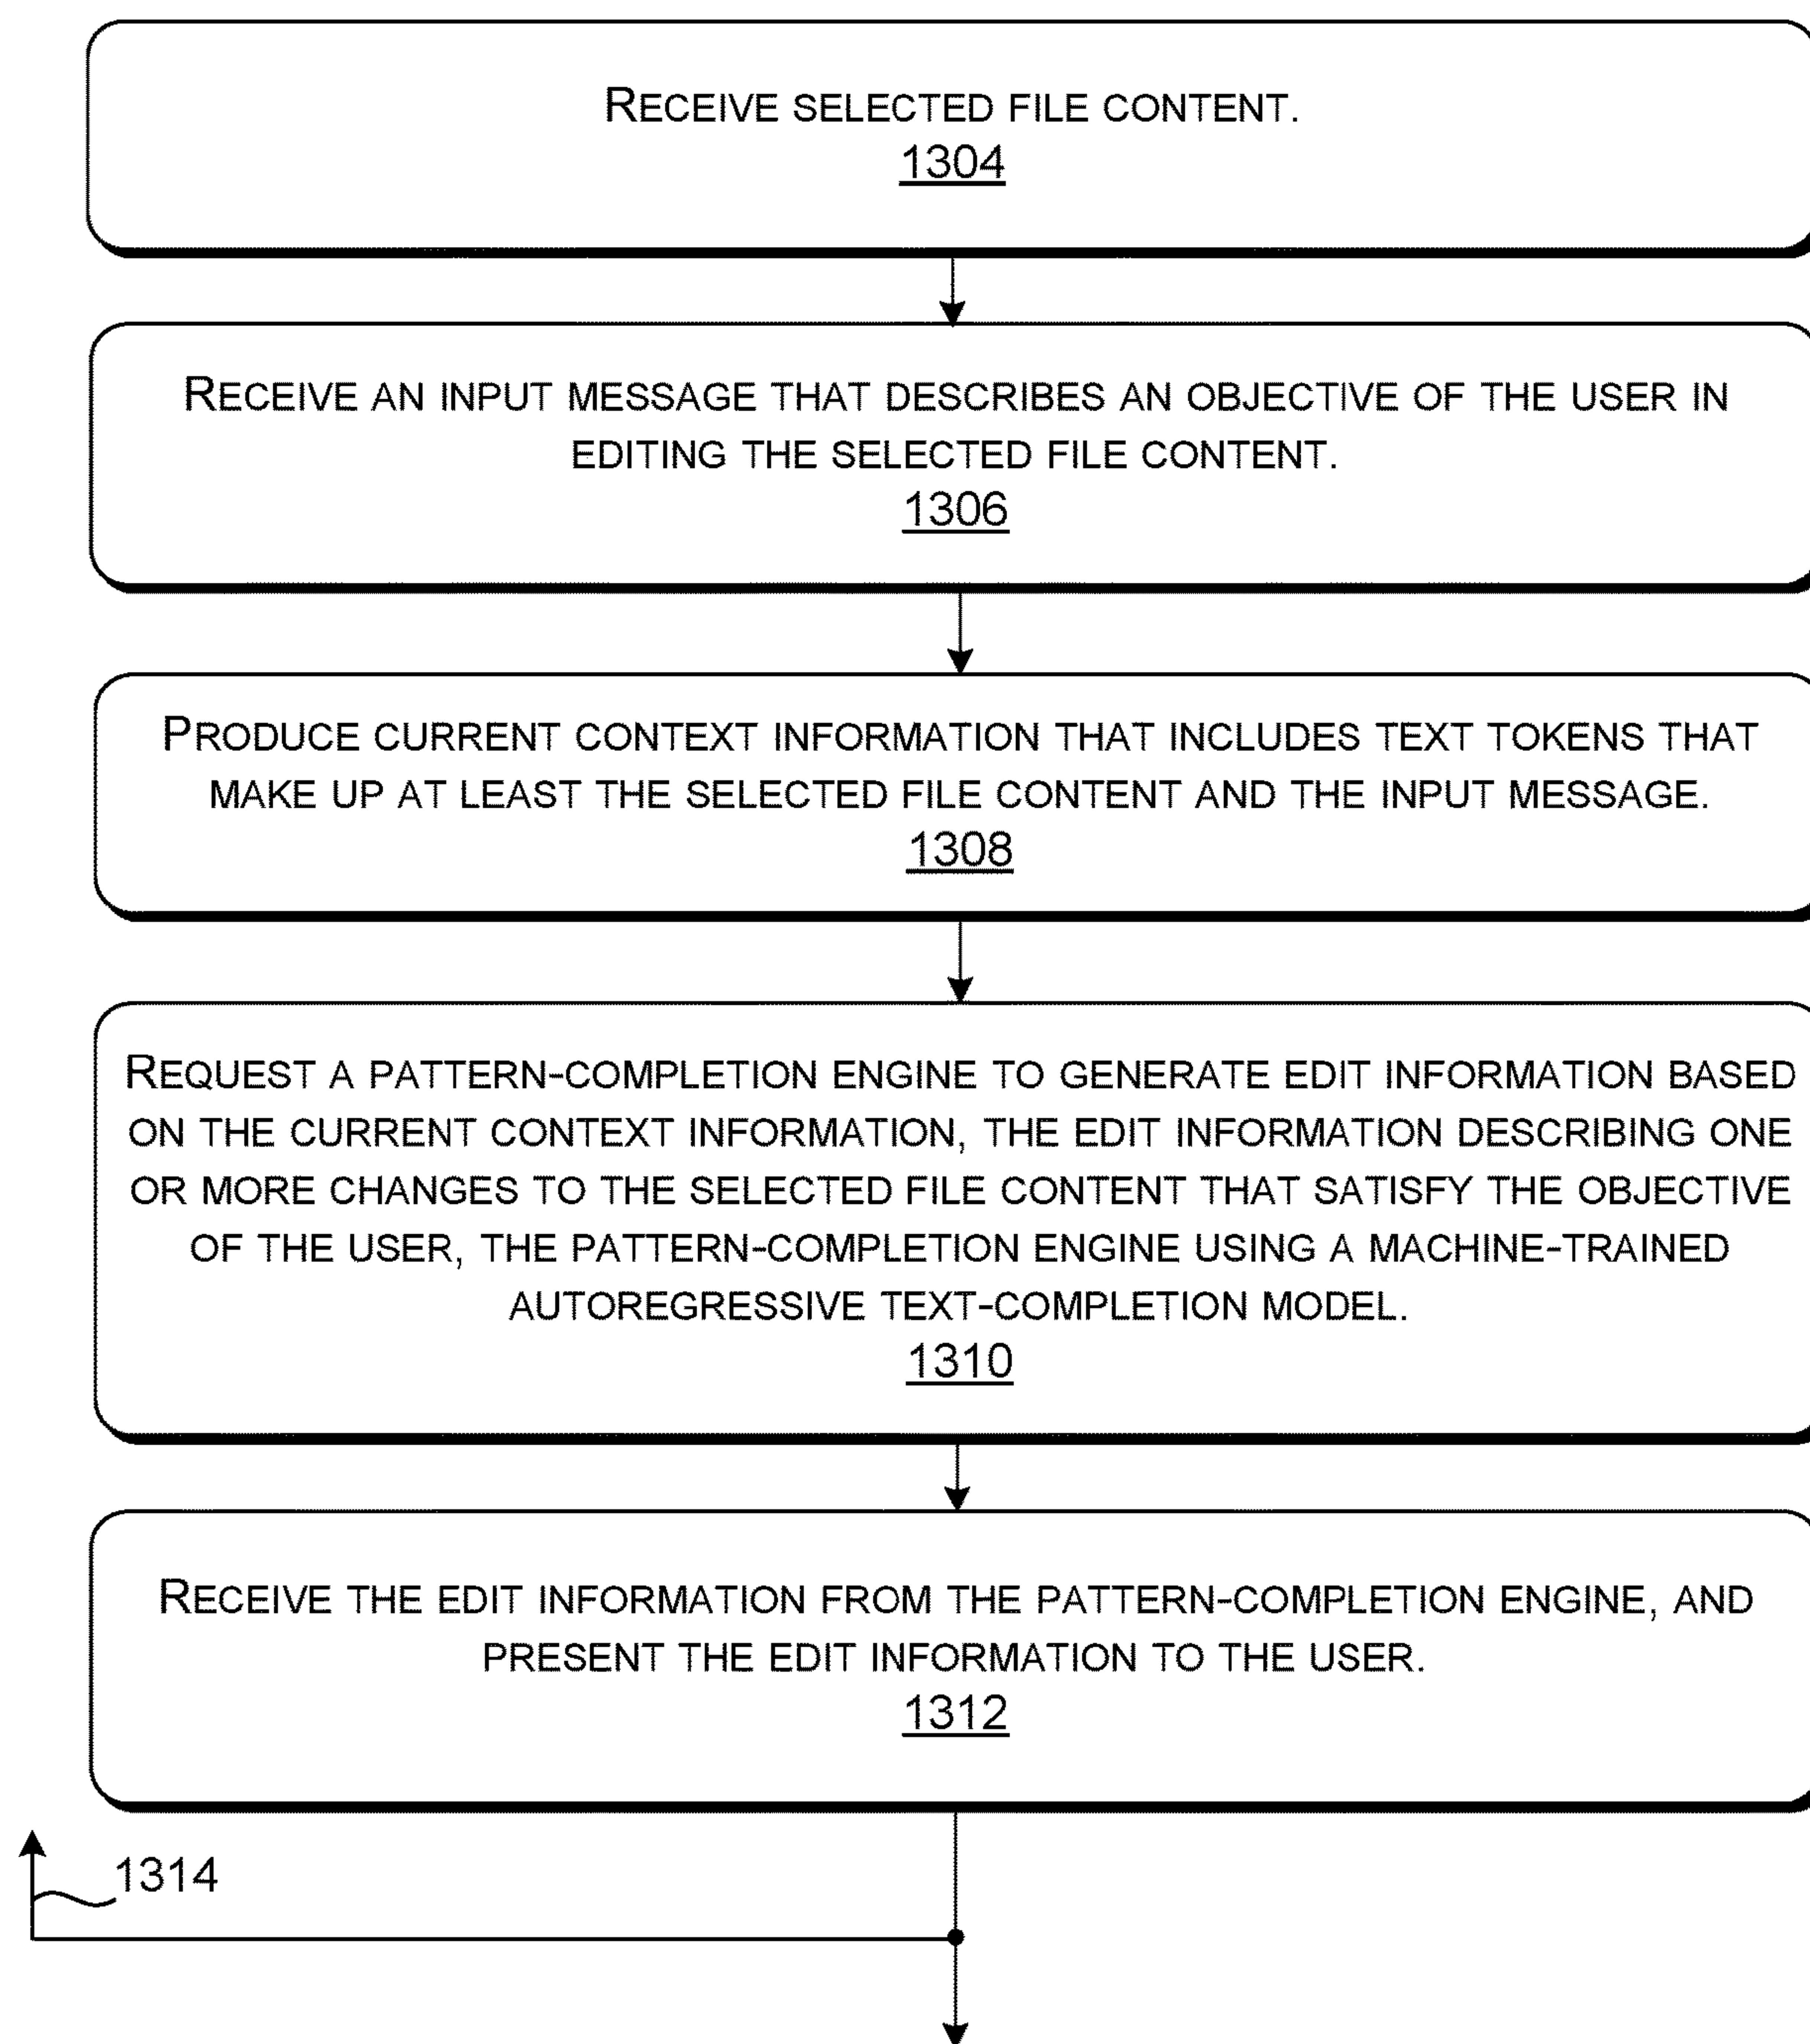 RECEIVE SELECTED FILE CONTENT.
1304
RECEIVE AN INPUT MESSAGE THAT DESCRIBES AN OBJECTIVE OF THE USER IN
EDITING THE SELECTED FILE CONTENT.
1306
PRODUCE CURRENT CONTEXT INFORMATION THAT INCLUDES TEXT TOKENS THAT
MAKE UP AT LEAST THE SELECTED FILE CONTENT AND THE INPUT MESSAGE.
1308
REQUEST A PATTERN-COMPLETION ENGINE TO GENERATE EDIT INFORMATION BASED
ON THE CURRENT CONTEXT INFORMATION, THE EDIT INFORMATION DESCRIBING ONE
OR MORE CHANGES TO THE SELECTED FILE CONTENT THAT SATISFY THE OBJECTIVE
OF THE USER, THE PATTERN-COMPLETION ENGINE USING A MACHINE-TRAINED
AUTOREGRESSIVE TEXT-COMPLETION MODEL.
1310
RECEIVE THE EDIT INFORMATION FROM THE PATTERN-COMPLETION ENGINE, AND
PRESENT THE EDIT INFORMATION TO THE USER.
1312
1314